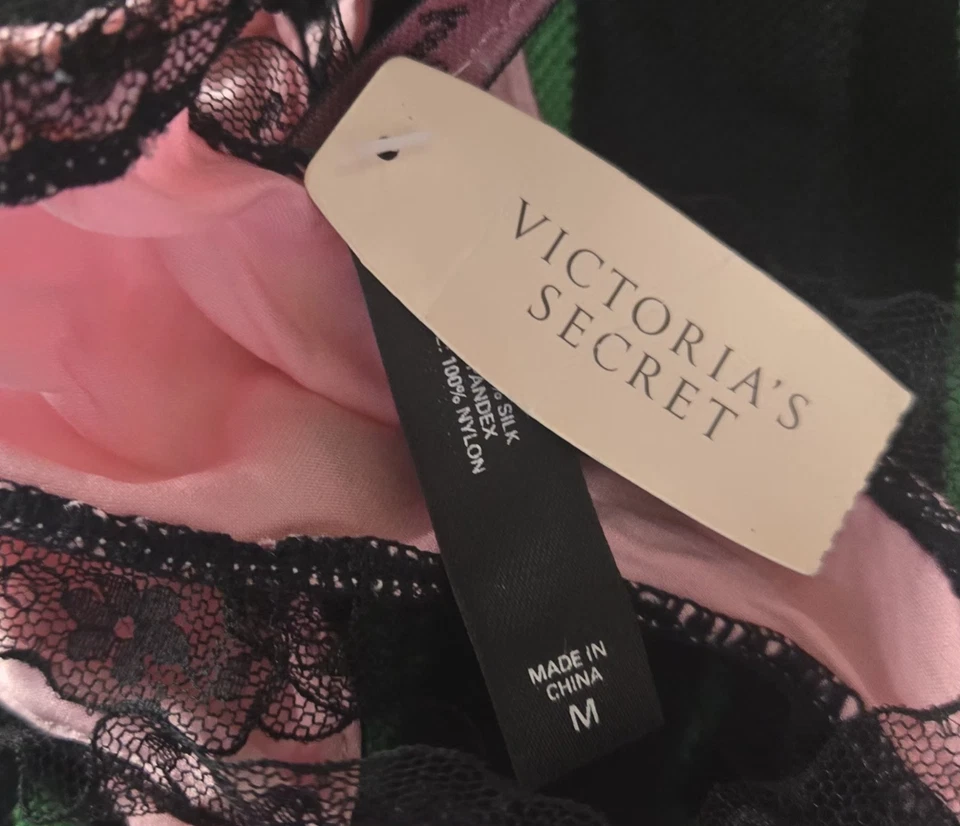 VICTORIA'S
SECRET
% SILK
ANDEX
100% NYLON
MADE IN
CHINA
M